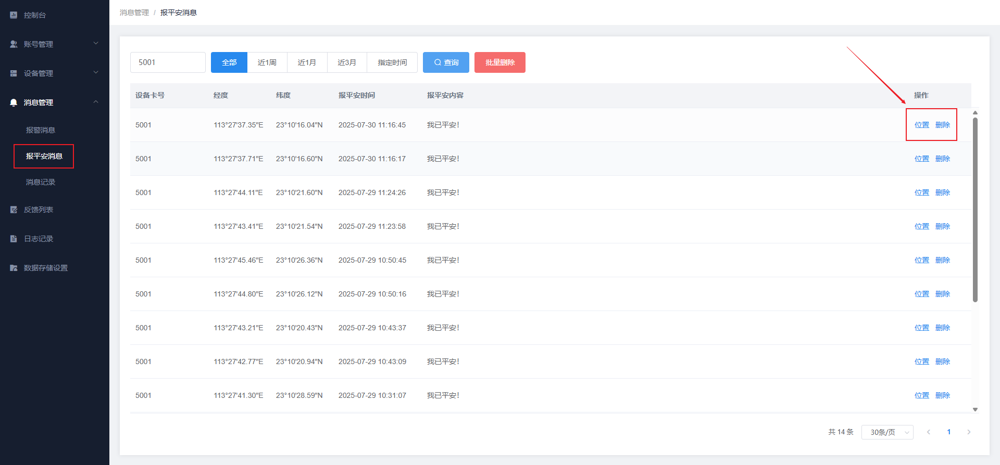 控制台
账号管理
设备管理
消息管理
报警消息
报平安消息
消息记录
反馈列表
日志记录
数据存储设置
消息管理 / 报平安消息
5001 全部 近1周 近1月 近3月 指定时间 查询 批量删除
设备卡号 经度 纬度 报平安时间 报平安内容 操作
5001 113°27'37.35"E 23°10'16.04"N 2025-07-30 11:16:45 我已平安! 位置 删除
5001 113°27'37.71"E 23°10'16.60"N 2025-07-30 11:16:17 我已平安! 位置 删除
5001 113°27'44.11"E 23°10'21.60"N 2025-07-29 11:24:26 我已平安! 位置 删除
5001 113°27'43.41"E 23°10'21.54"N 2025-07-29 11:23:58 我已平安! 位置 删除
5001 113°27'45.46"E 23°10'26.36"N 2025-07-29 10:50:45 我已平安! 位置 删除
5001 113°27'44.80"E 23°10'26.12"N 2025-07-29 10:50:16 我已平安! 位置 删除
5001 113°27'43.21"E 23°10'20.43"N 2025-07-29 10:43:37 我已平安! 位置 删除
5001 113°27'42.77"E 23°10'20.94"N 2025-07-29 10:43:09 我已平安! 位置 删除
5001 113°27'41.30"E 23°10'28.59"N 2025-07-29 10:31:07 我已平安! 位置 删除
共 14 条 30条/页 1